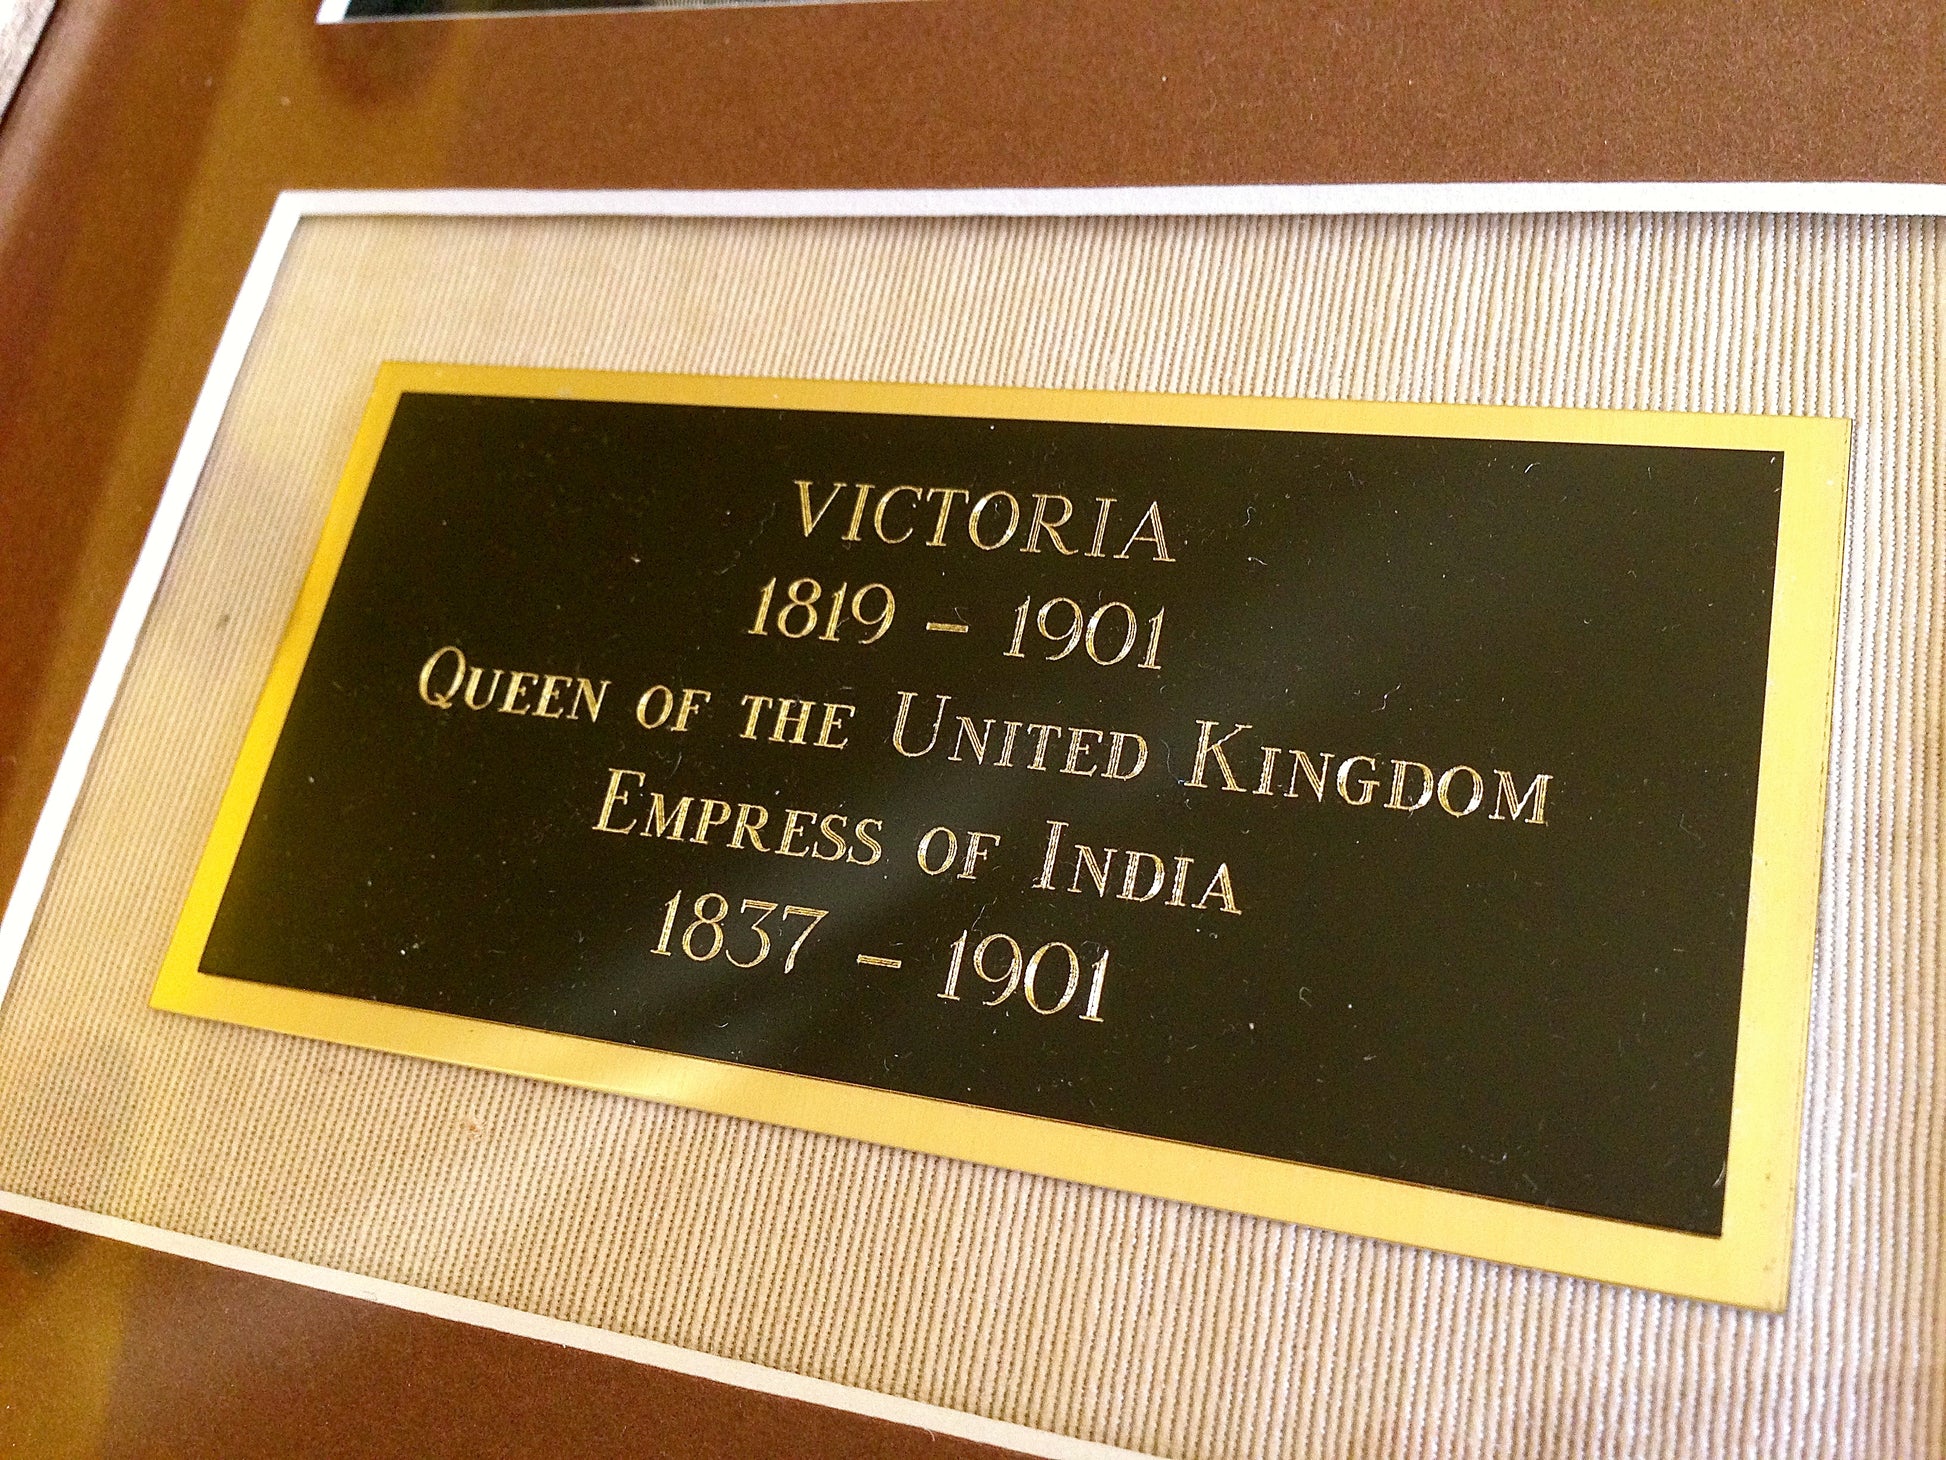 VICTORIA
1819 – 1901
QUEEN OF THE UNITED KINGDOM
EMPRESS OF INDIA
1837 – 1901